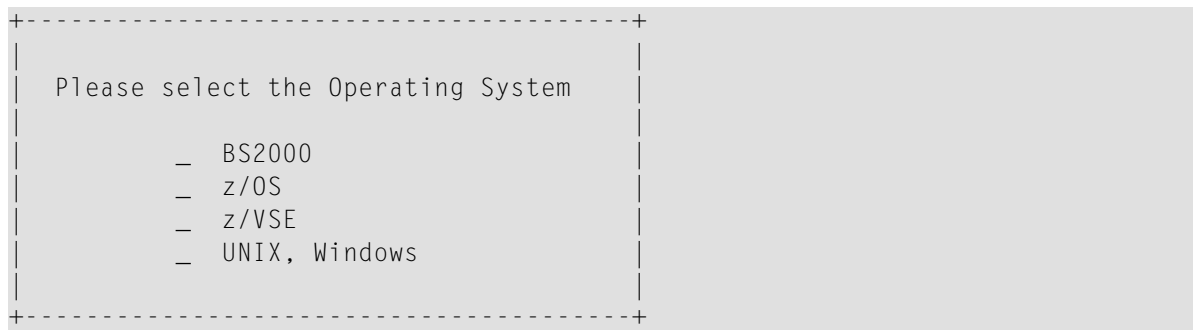 Please select the Operating System
_ BS2000
_ z/OS
_ z/VSE
_ UNIX, Windows